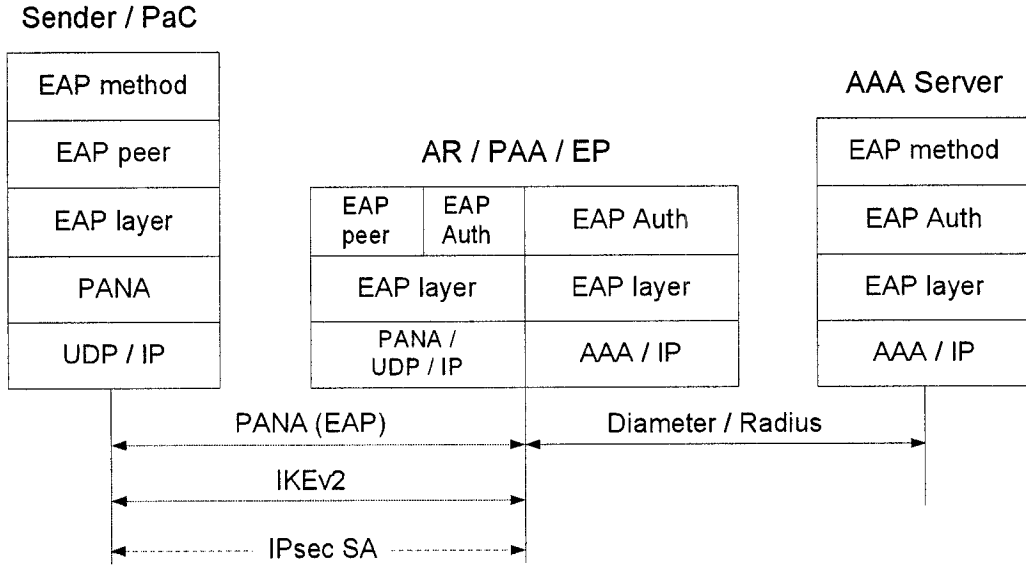 Sender / PaC
EAP method
EAP peer
EAP layer
PANA
UDP / IP
AR / PAA / EP
EAP
peer
EAP
Auth
EAP Auth
EAP layer
EAP layer
PANA /
UDP / IP
AAA / IP
AAA Server
EAP method
EAP Auth
EAP layer
AAA / IP
PANA (EAP)
Diameter / Radius
IKEv2
IPsec SA